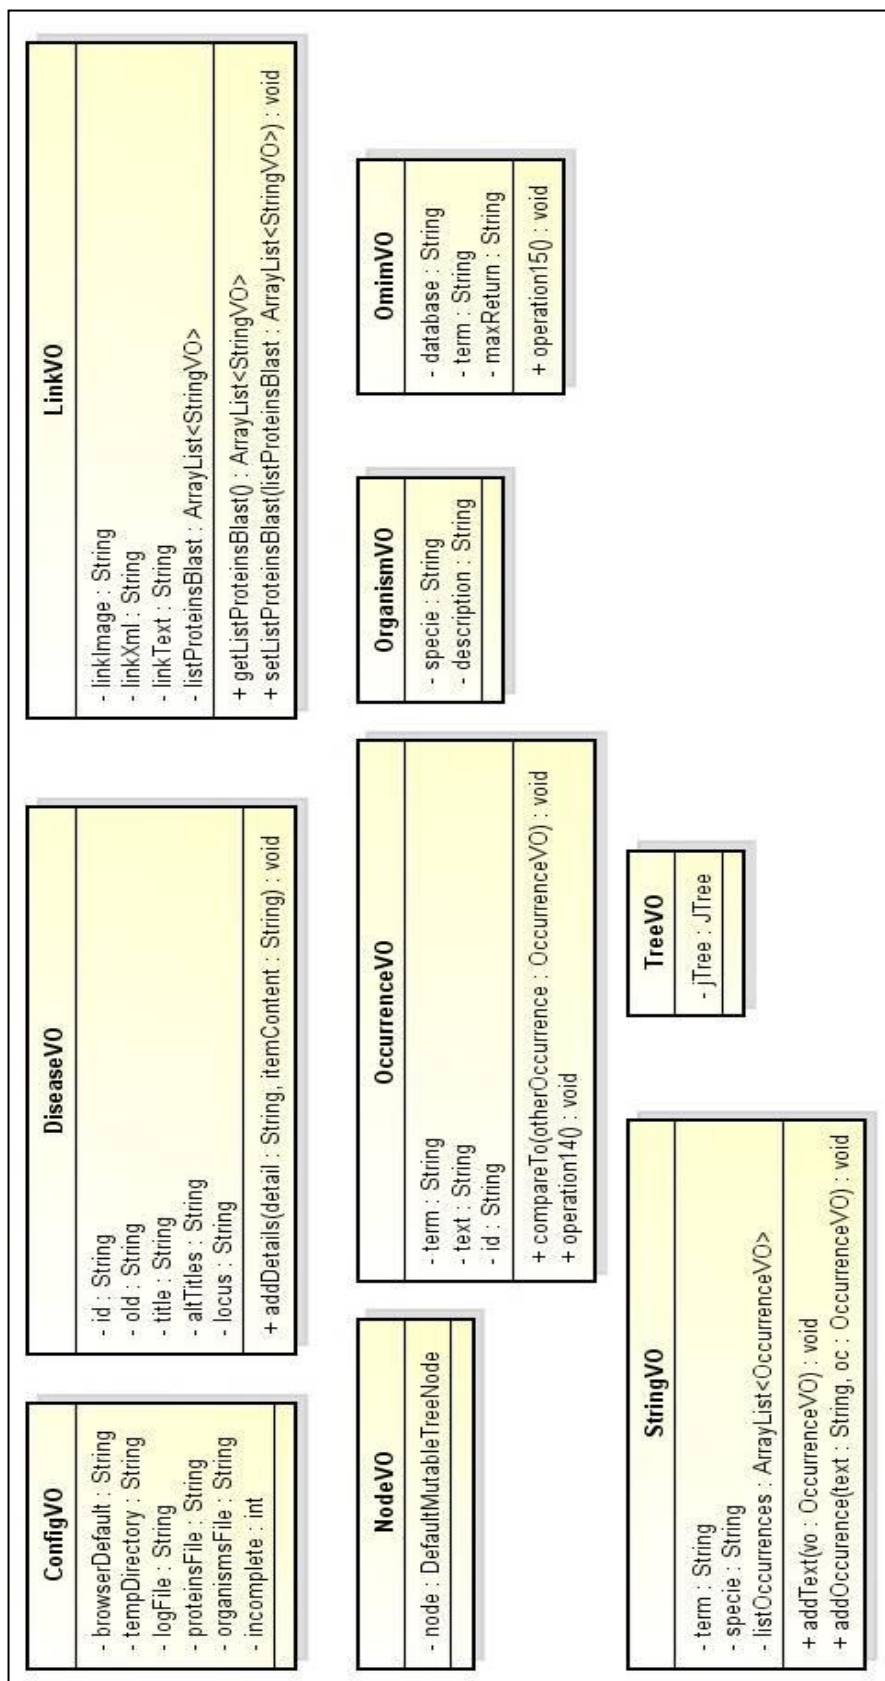 ConfigVO
- browserDefault : String
- tempDirectory : String
- logFile : String
- proteinsFile : String
- organismsFile : String
- incomplete : int
DiseaseVO
- id : String
- old : String
- title : String
- altTitles : String
- locus : String
+ addDetails(detail : String, itemContent : String) : void
LinkVO
- linkImage : String
- linkXml : String
- linkText : String
- listProteinsBlast : ArrayList<StringVO>
+ getListProteinsBlast() : ArrayList<StringVO>
+ setListProteinsBlast(listProteinsBlast : ArrayList<StringVO>) : void
NodeVO
- node : DefaultMutableTreeNode
OccurrenceVO
- term : String
- text : String
- id : String
+ compareTo(otherOccurrence : OccurrenceVO) : void
+ operation14() : void
OrganismVO
- specie : String
- description : String
OmimVO
- database : String
- term : String
- maxReturn : String
+ operation15() : void
StringVO
- term : String
- specie : String
- listOccurrences : ArrayList<OccurrenceVO>
+ addText(vo : OccurrenceVO) : void
+ addOccurence(text : String, oc : OccurrenceVO) : void
TreeVO
- jTree : JTree